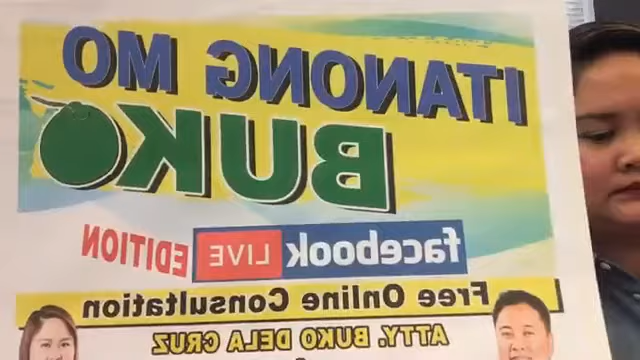 ITANONG MO
BUKO
facebook LIVE EDITION
Free Online Consultation
ATTY. BUKO DELA CRUZ